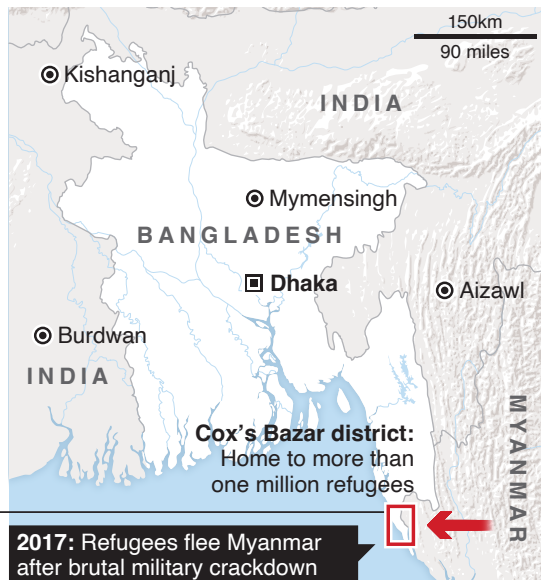 150km
90 miles
Kishanganj
INDIA
Mymensingh
BANGLADESH
Dhaka
Aizawl
Burdwan
INDIA
MYANMAR
Cox’s Bazar district:
Home to more than
one million refugees
2017: Refugees flee Myanmar
after brutal military crackdown